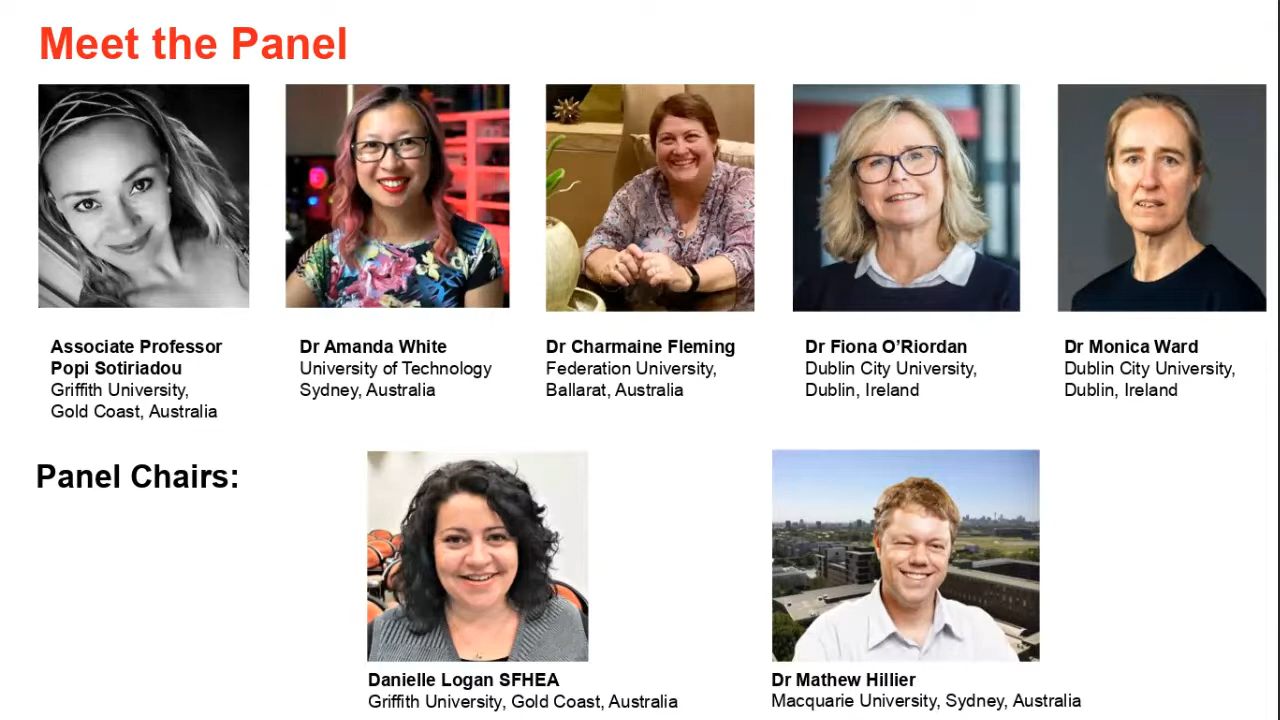 Meet the Panel
Associate Professor
Popi Sotiriadou
Griffith University,
Gold Coast, Australia
Dr Amanda White
University of Technology
Sydney, Australia
Dr Charmaine Fleming
Federation University,
Ballarat, Australia
Dr Fiona O’Riordan
Dublin City University,
Dublin, Ireland
Dr Monica Ward
Dublin City University,
Dublin, Ireland
Panel Chairs:
Danielle Logan SFHEA
Griffith University, Gold Coast, Australia
Dr Mathew Hillier
Macquarie University, Sydney, Australia